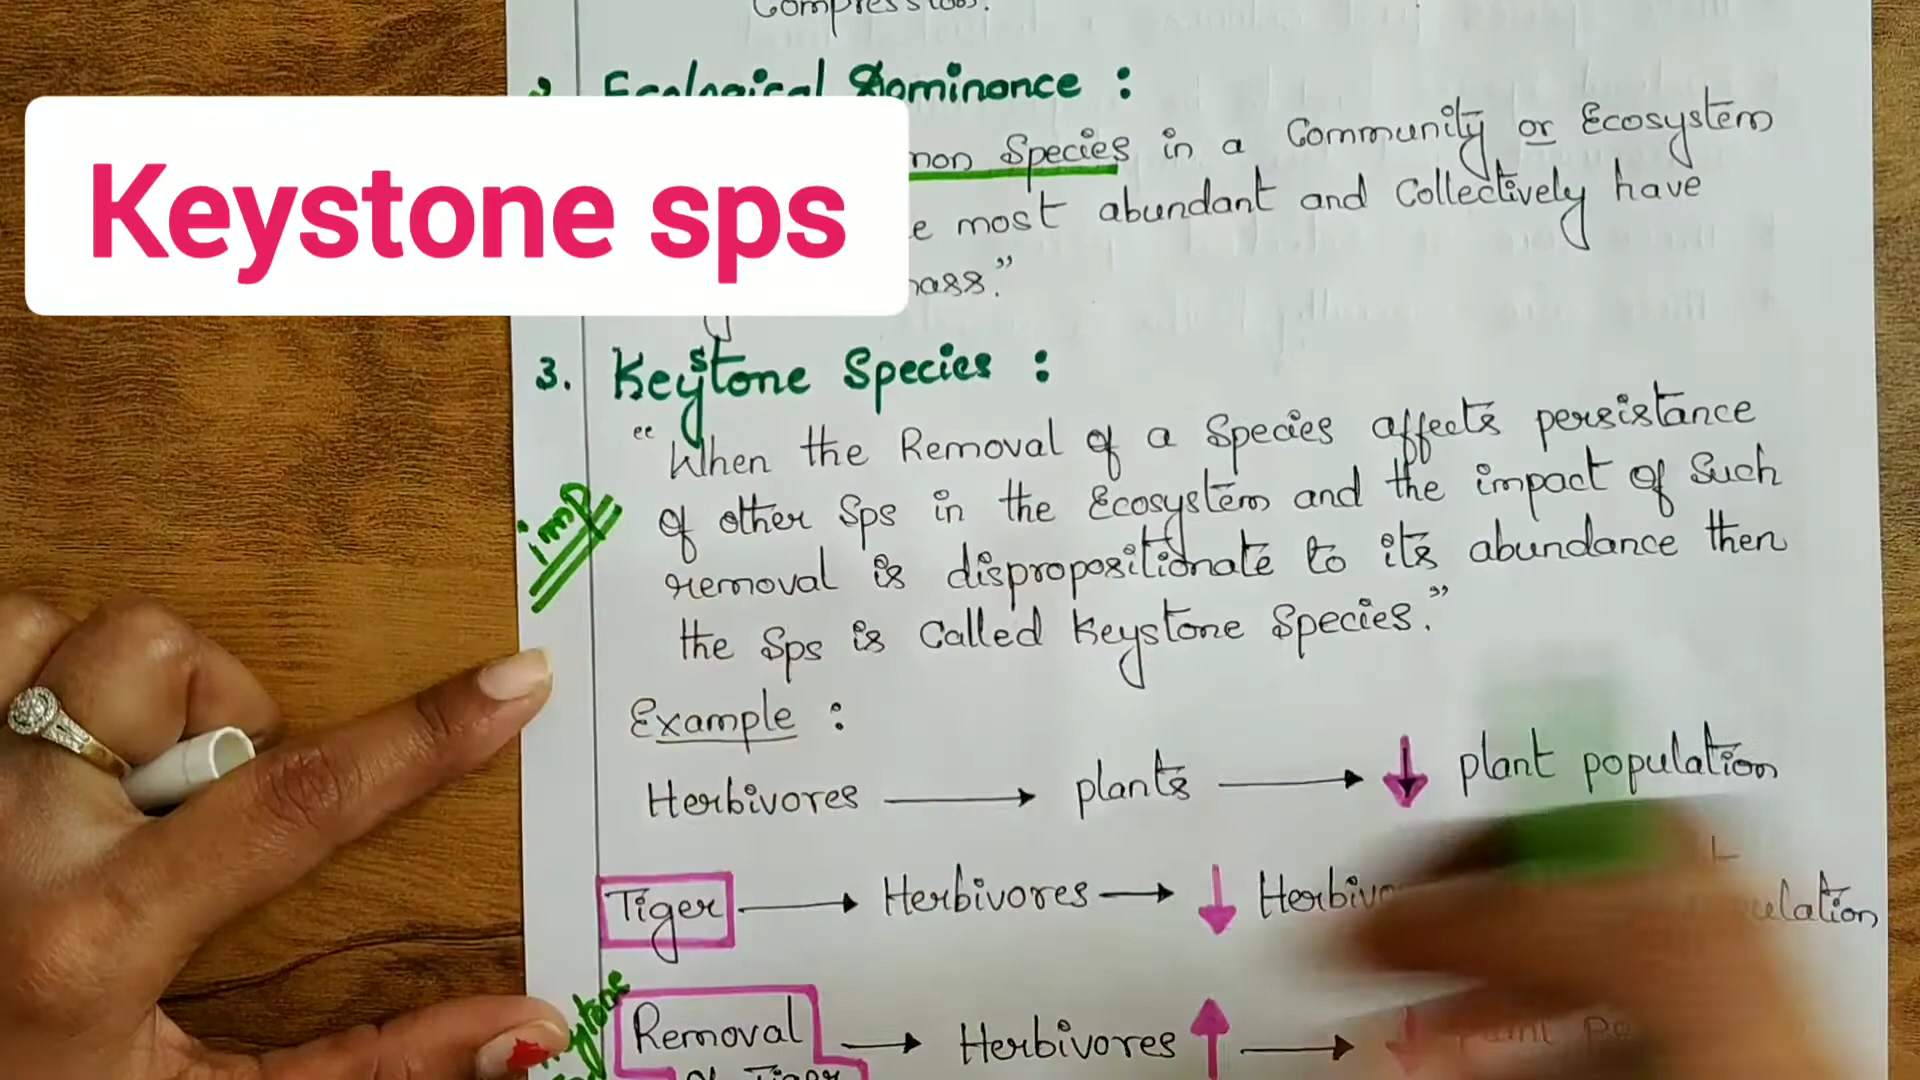 Compression.
Ecological Dominance :
Keystone sps
Species in a Community or Ecosystem
most abundant and Collectively have
3. Keystone Species :
"When the Removal of a Species affects persistance
of other Sps in the Ecosystem and the impact of Such
imp
removal is dispropositionate to its abundance then
the Sps is Called Keystone Species."
Example :
Herbivores → plants → ↓ plant population
Tiger → Herbivores → ↓
Removal → Herbivores ↑ → ↓
of Tiger